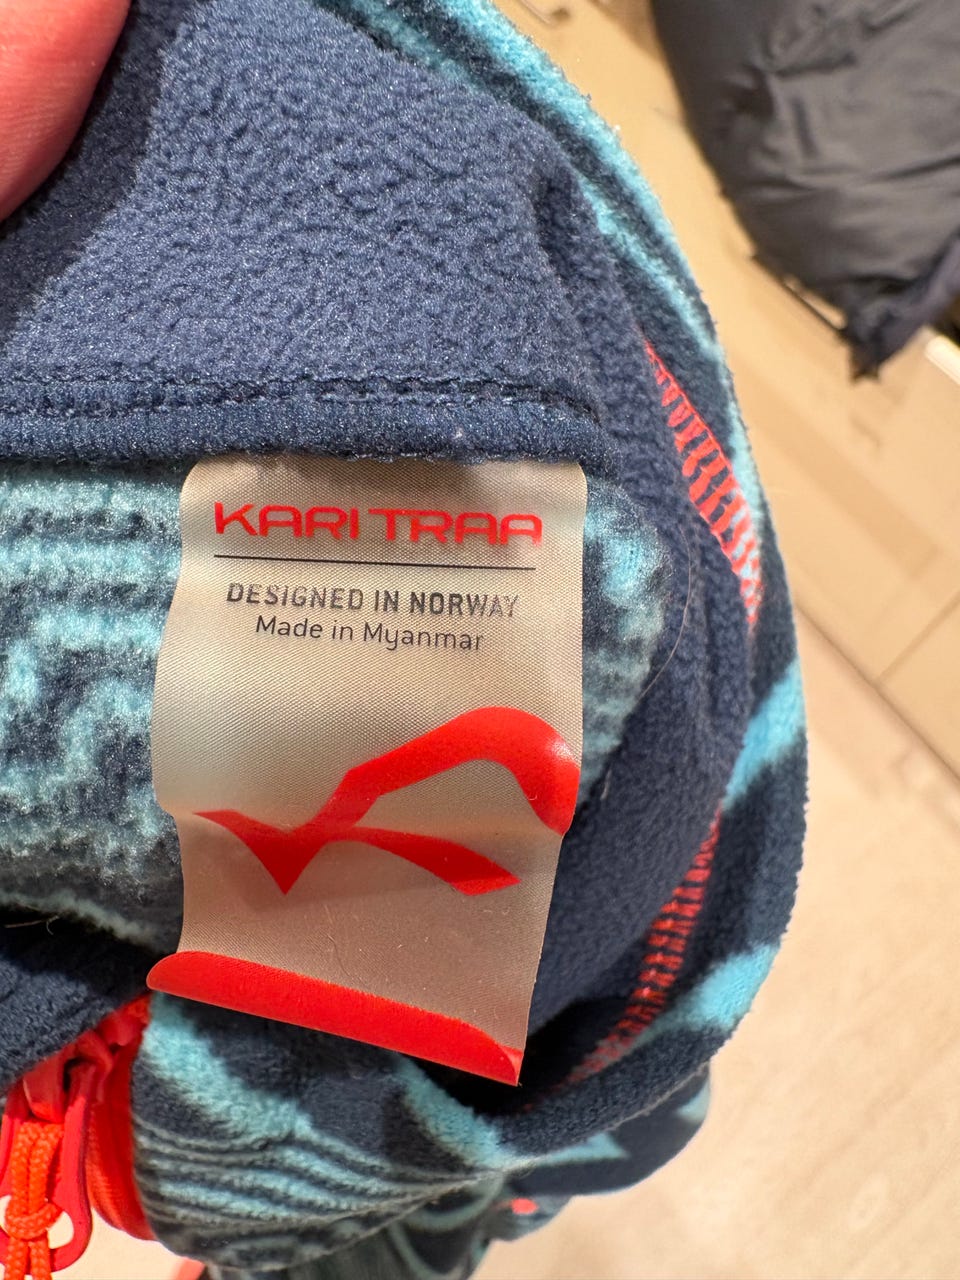 KARI TRAA
DESIGNED IN NORWAY
Made in Myanmar